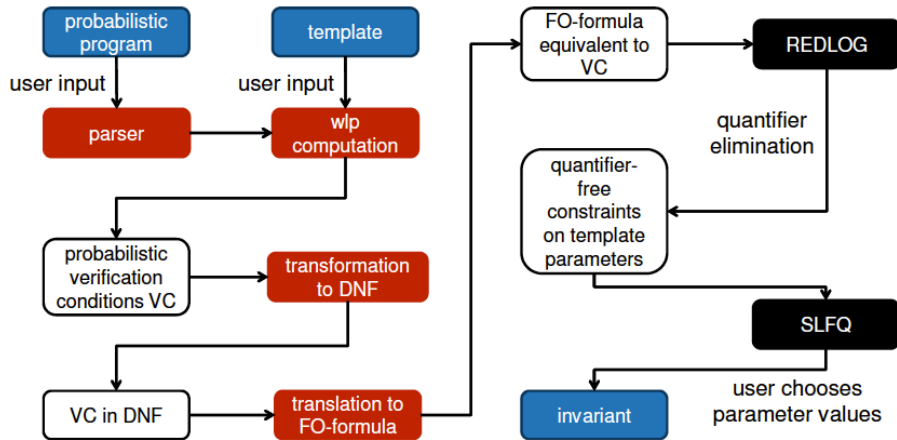 probabilistic
program
template
user input
user input
parser
wlp
computation
probabilistic
verification
conditions VC
transformation
to DNF
VC in DNF
translation to
FO-formula
FO-formula
equivalent to
VC
REDLOG
quantifier
elimination
quantifier-
free
constraints
on template
parameters
SLFQ
user chooses
parameter values
invariant